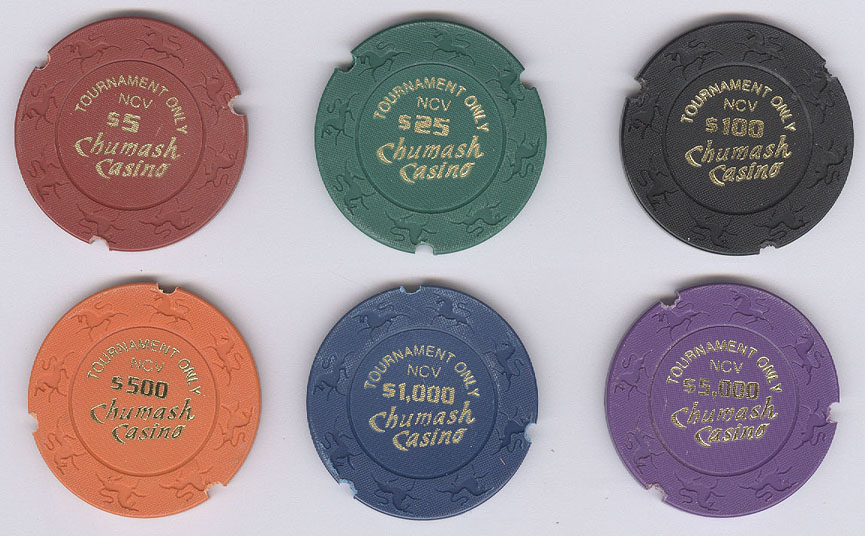 TOURNAMENT ONLY
NCV
$5
Chumash
Casino
TOURNAMENT ONLY
NCV
$25
Chumash
Casino
TOURNAMENT ONLY
NCV
$100
Chumash
Casino
TOURNAMENT ONLY
NCV
$500
Chumash
Casino
TOURNAMENT ONLY
NCV
$1,000
Chumash
Casino
TOURNAMENT ONLY
NCV
$5,000
Chumash
Casino